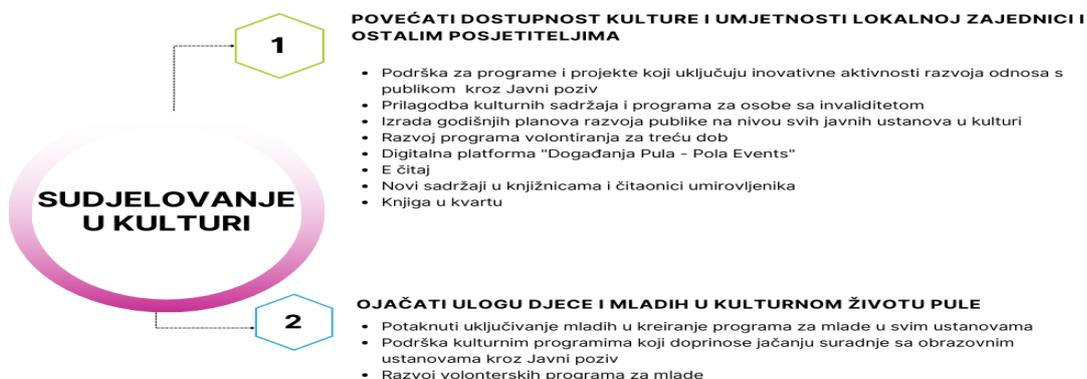 1
POVEĆATI DOSTUPNOST KULTURE I UMJETNOSTI LOKALNOJ ZAJEDNICI I
OSTALIM POSJETITELJIMA
Podrška za programe i projekte koji uključuju inovativne aktivnosti razvoja odnosa s
publikom kroz Javni poziv
Prilagodba kulturnih sadržaja i programa za osobe sa invaliditetom
Izrada godišnjih planova razvoja publike na nivou svih javnih ustanova u kulturi
Razvoj programa volontiranja za treću dob
Digitalna platforma "Događanja Pula - Pola Events"
E čitaj
Novi sadržaji u knjižnicama i čitaonici umirovljenika
Knjiga u kvartu
SUDJELOVANJE
U KULTURI
2
OJAČATI ULOGU DJECE I MLADIH U KULTURNOM ŽIVOTU PULE
Potaknuti uključivanje mladih u kreiranje programa za mlade u svim ustanovama
Podrška kulturnim programima koji doprinose jačanju suradnje sa obrazovnim
ustanovama kroz Javni poziv
Razvoj volonterskih programa za mlade